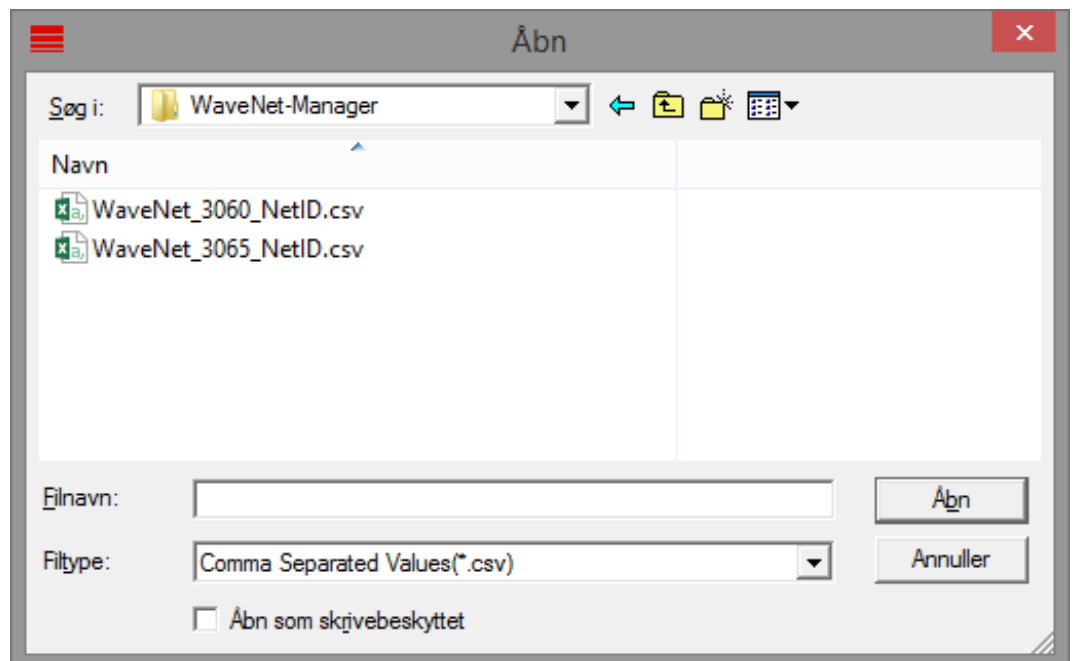 Åbn
Søg i: WaveNet-Manager
Navn
WaveNet_3060_NetID.csv
WaveNet_3065_NetID.csv
Filnavn: Åbn
Filtype: Comma Separated Values(*.csv) Annuller
Åbn som skrivebeskyttet